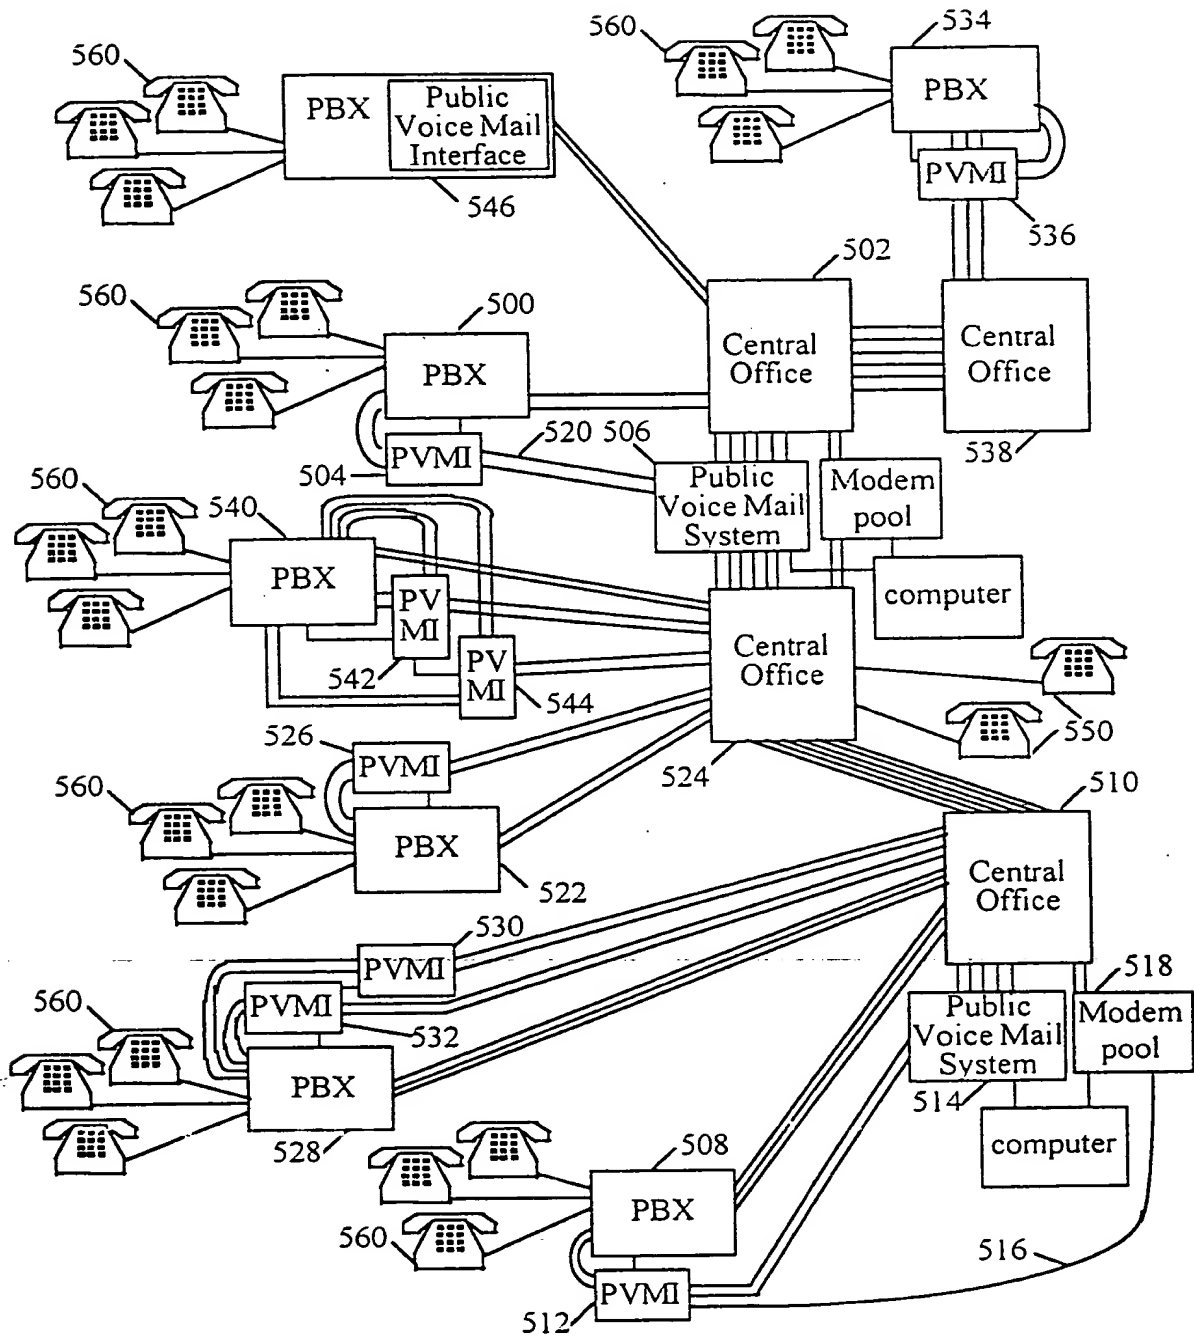 560
534
560
PBX
PBX
Public
Voice Mail
Interface
PVMI
546
536
502
560
500
Central
Office
Central
Office
PBX
520
506
538
PVMI
504
Public
Voice Mail
System
Modem
pool
560
540
PBX
PV
MI
computer
542
PV
MI
544
Central
Office
526
550
PVMI
524
560
510
PBX
522
Central
Office
530
PVMI
518
560
PVMI
532
Public
Voice Mail
System
Modem
pool
PBX
514
528
508
computer
PBX
560
516
PVMI
512